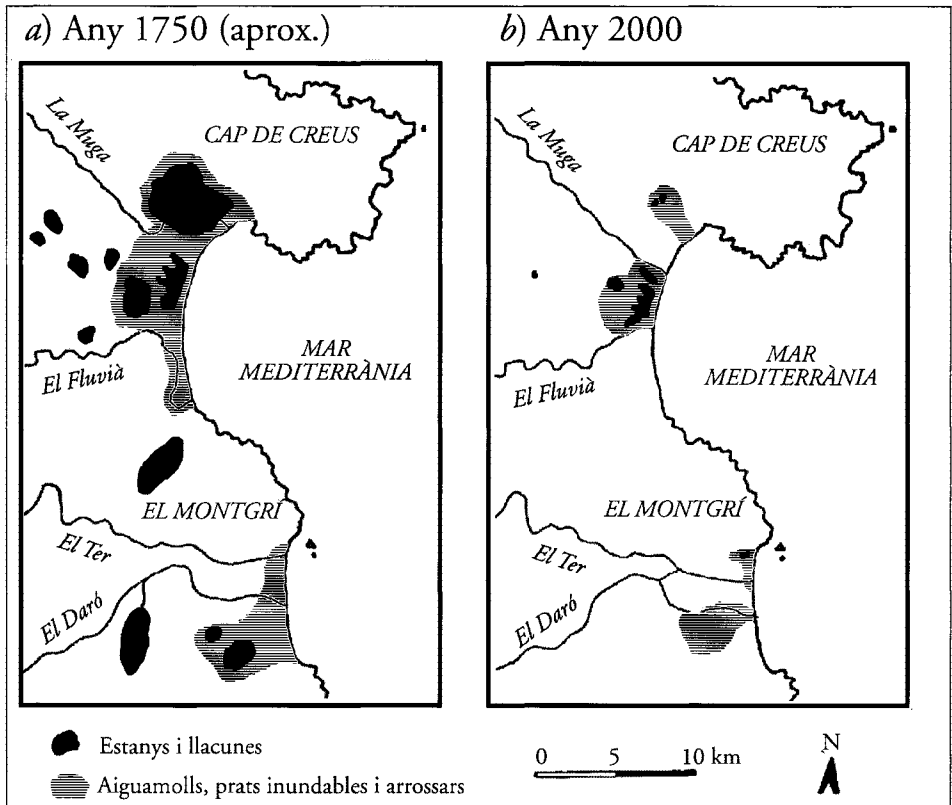 a) Any 1750 (aprox.)
La Muga
CAP DE CREUS
MAR
MEDITERRÀNIA
El Fluvià
EL MONTGRÍ
El Ter
El Daró
b) Any 2000
La Muga
CAP DE CREUS
MAR
MEDITERRÀNIA
El Fluvià
EL MONTGRÍ
El Ter
El Daró
Estanys i llacunes
Aiguamolls, prats inundables i arrossars
0 5 10 km
N